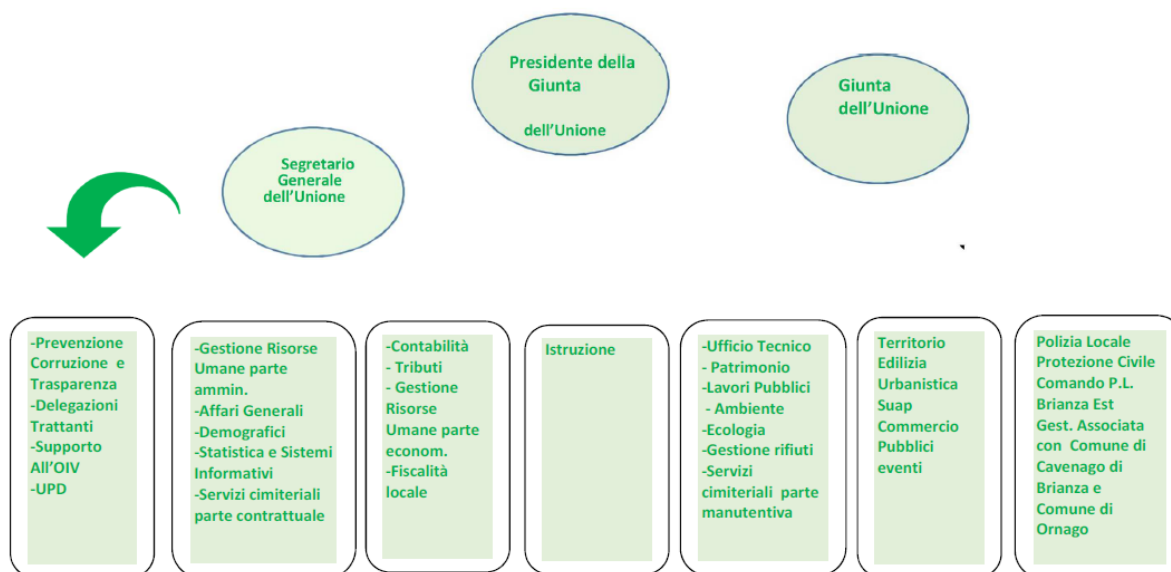 Presidente della
Giunta
dell'Unione
Giunta
dell'Unione
Segretario
Generale
dell'Unione
-Prevenzione
Corruzione e
Trasparenza
-Delegazioni
Trattanti
-Supporto
All'OIV
-UPD
-Gestione Risorse
Umane parte
ammin.
-Affari Generali
-Demografici
-Statistica e Sistemi
Informativi
-Servizi cimiteriali
parte contrattuale
-Contabilità
- Tributi
- Gestione
Risorse
Umane parte
econom.
-Fiscalità
locale
Istruzione
-Ufficio Tecnico
- Patrimonio
-Lavori Pubblici
- Ambiente
-Ecologia
-Gestione rifiuti
-Servizi
cimiteriali parte
manutentiva
Territorio
Edilizia
Urbanistica
Suap
Commercio
Pubblici
eventi
Polizia Locale
Protezione Civile
Comando P.L.
Brianza Est
Gest. Associata
con Comune di
Cavenago di
Brianza e
Comune di
Ornago